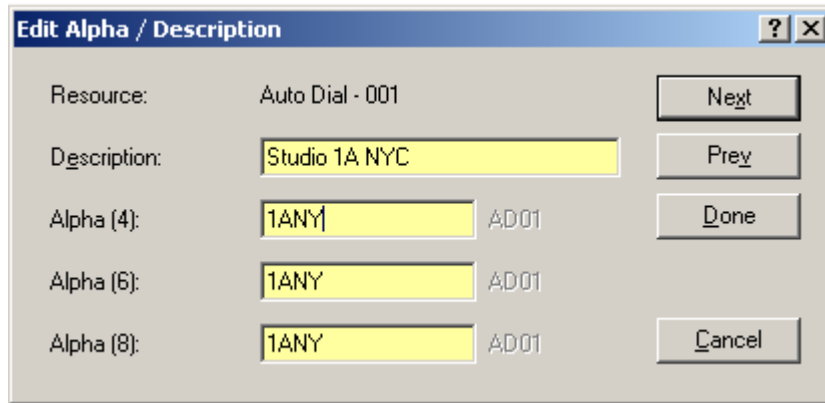 Edit Alpha / Description ? X
Resource: Auto Dial - 001 Next
Description: Studio 1A NYC Prev
Alpha (4): 1ANY AD01 Done
Alpha (6): 1ANY AD01
Alpha (8): 1ANY AD01 Cancel